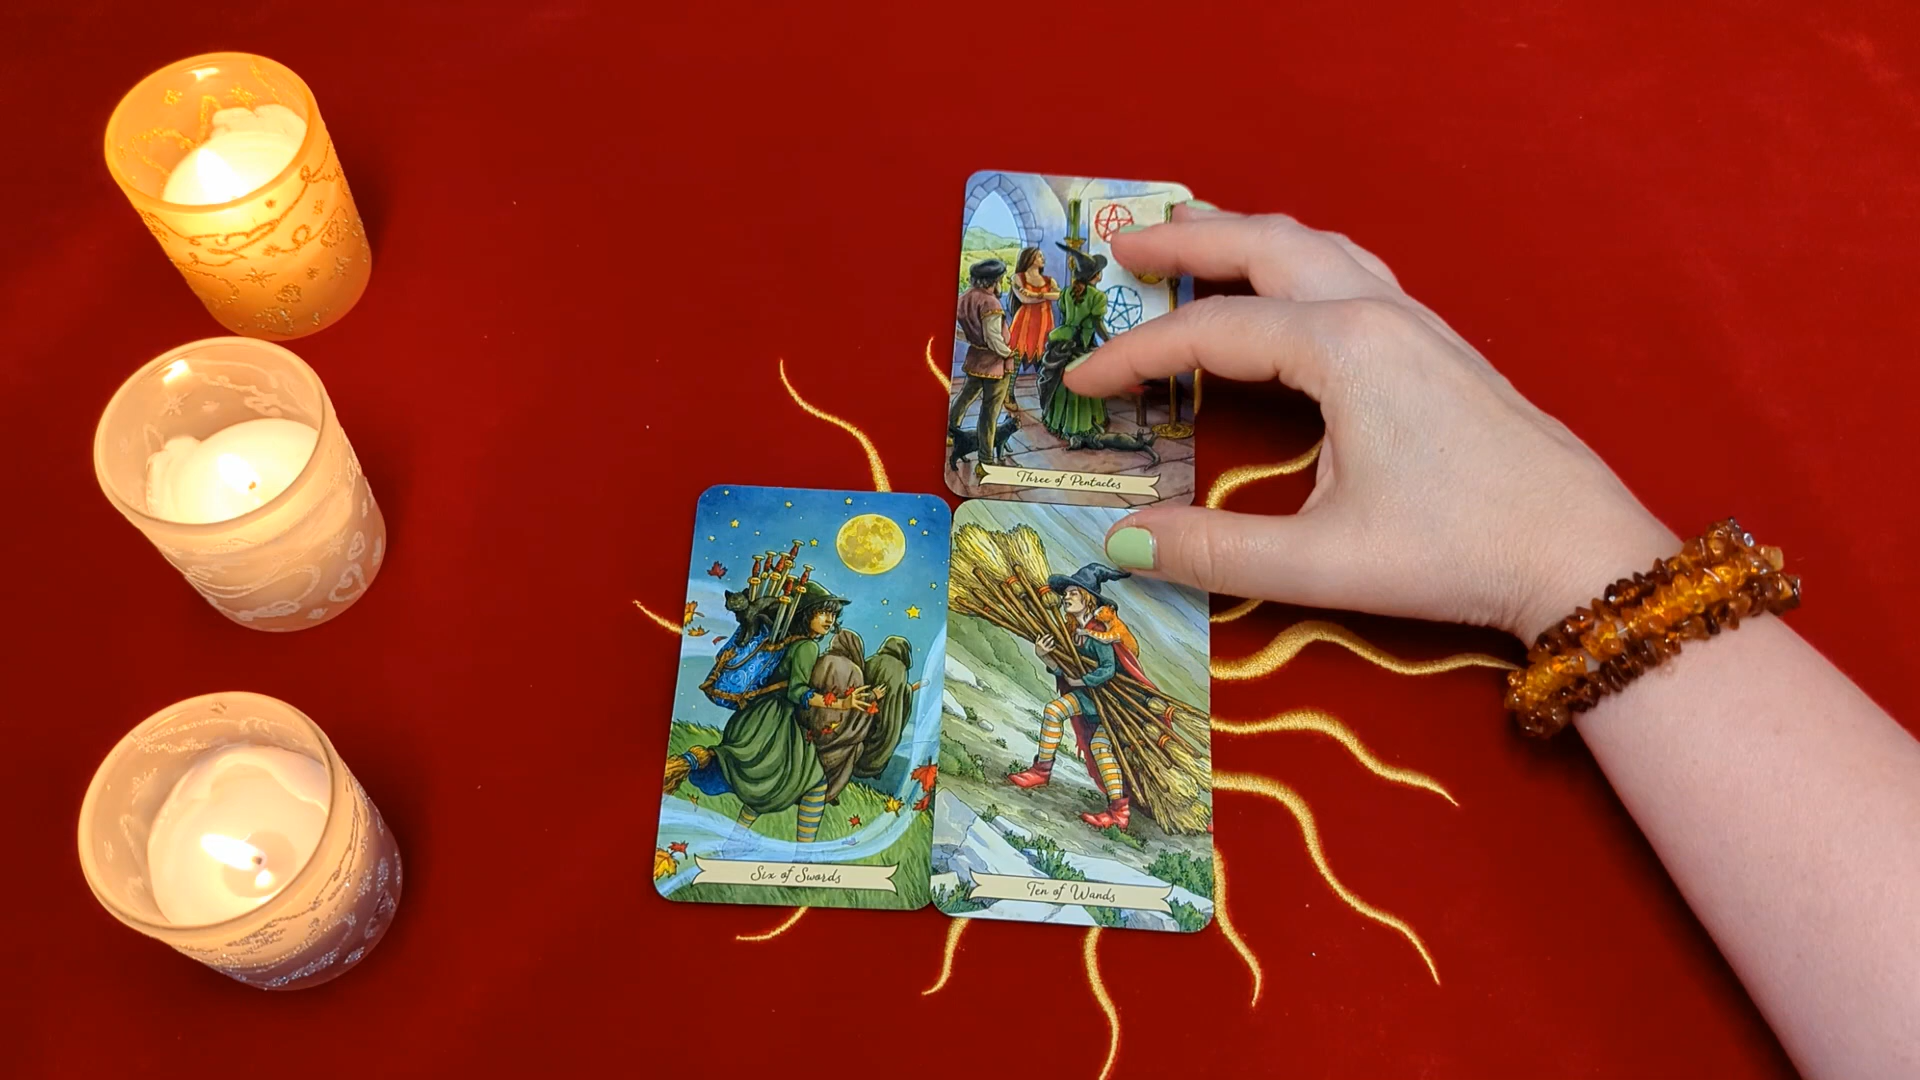 Three of Pentacles
Six of Swords
Ten of Wands